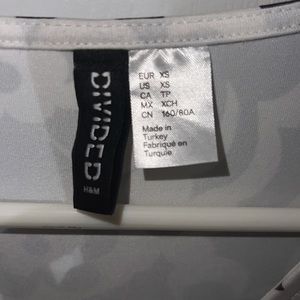 DIVIDED
H&M
EUR XS
US XS
CA TP
MX XCH
CN 160/80A
Made in
Turkey
Fabriqué en
Turquie